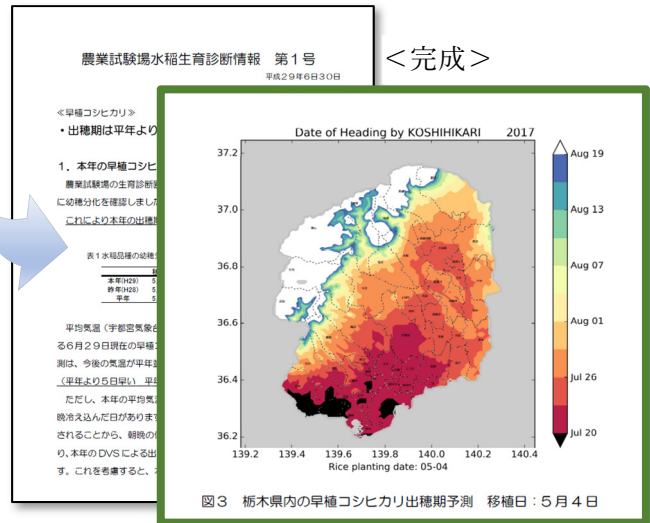 農業試験場水稲生育診断情報　第1号
平成29年6月30日
＜完成＞
≪早植コシヒカリ≫
・出穂期は平年より
1．本年の早植コシヒ
農業試験場の生育診断
に幼穂分化を確認しまし
これにより本年の出穂期
表1水稲品種の幼穂
本年(H29) 5
昨年(H28) 5
平年 5
平均気温（宇都宮気象台
る6月29日現在の早植コ
測は、今後の気温が平年並
（平年より5日早い　平年
ただし、本年の平均気温
朝冷え込んだ日があります
されることから、朝晩の
り、本年のDVSによる出
す。これを考慮すると、本
Date of Heading by KOSHIHIKARI 2017
37.2
37.0
36.8
36.6
36.4
36.2
139.2 139.4 139.6 139.8 140.0 140.2 140.4
Rice planting date: 05-04
Aug 19
Aug 13
Aug 07
Aug 01
Jul 26
Jul 20
図3　栃木県内の早植コシヒカリ出穂期予測　移植日：5月4日